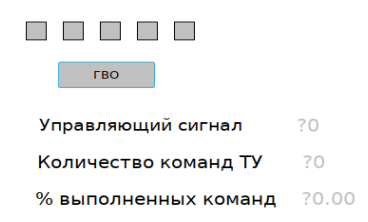 гво
Управляющий сигнал ?0
Количество команд ТУ ?0
% выполненных команд ?0.00